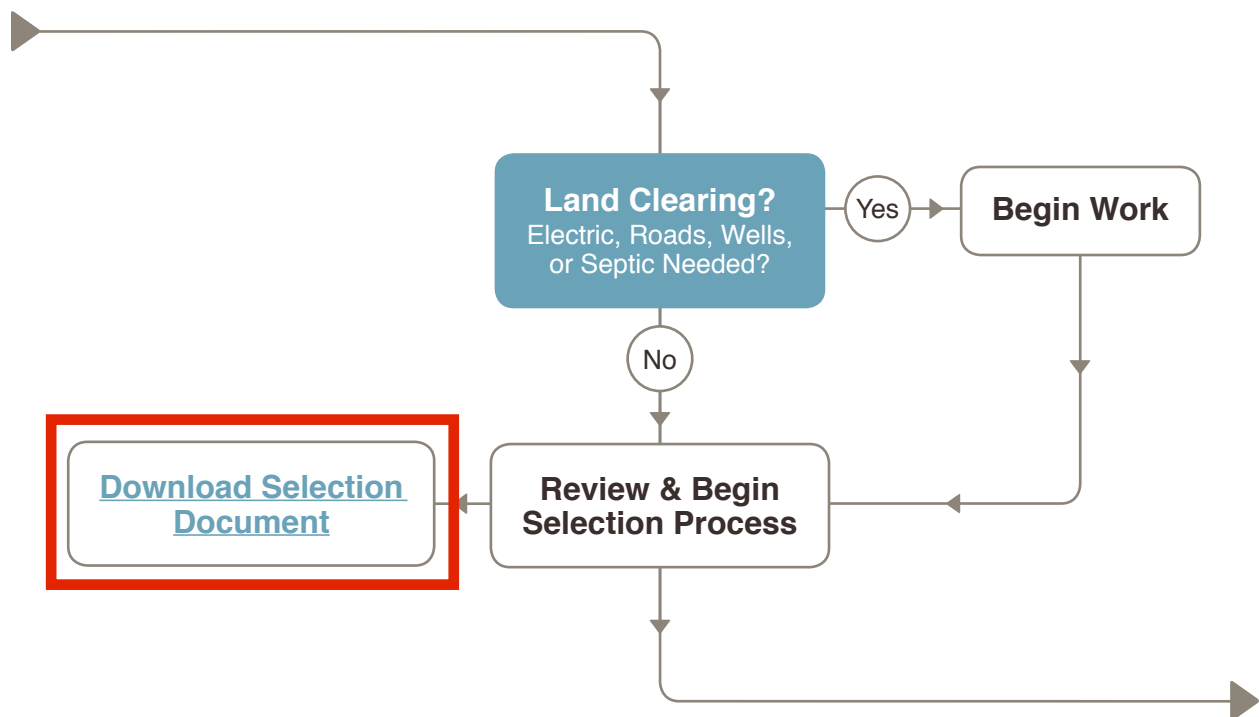 Land Clearing?
Electric, Roads, Wells,
or Septic Needed?
Yes
Begin Work
No
Download Selection
Document
Review & Begin
Selection Process